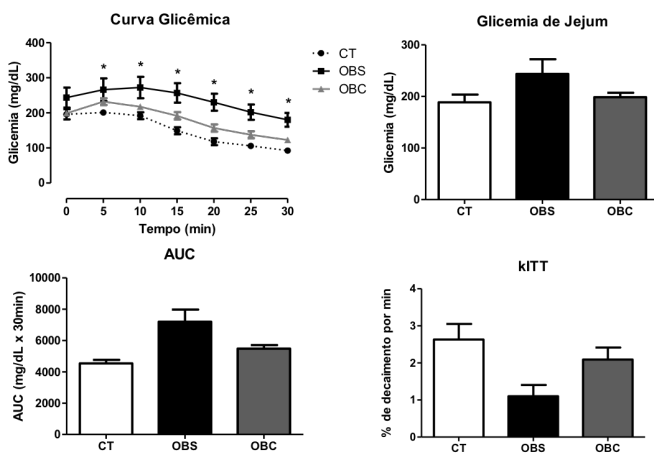 Curva Glicêmica
Glicemia (mg/dL)
400
300
200
100
0
* * * * * *
0 5 10 15 20 25 30
Tempo (min)
CT
OBS
OBC
Glicemia de Jejum
Glicemia (mg/dL)
300
200
100
0
CT OBS OBC
AUC
AUC (mg/dL x 30min)
10000
8000
6000
4000
2000
0
CT OBS OBC
kITT
% de decaimento por min
4
3
2
1
0
CT OBS OBC